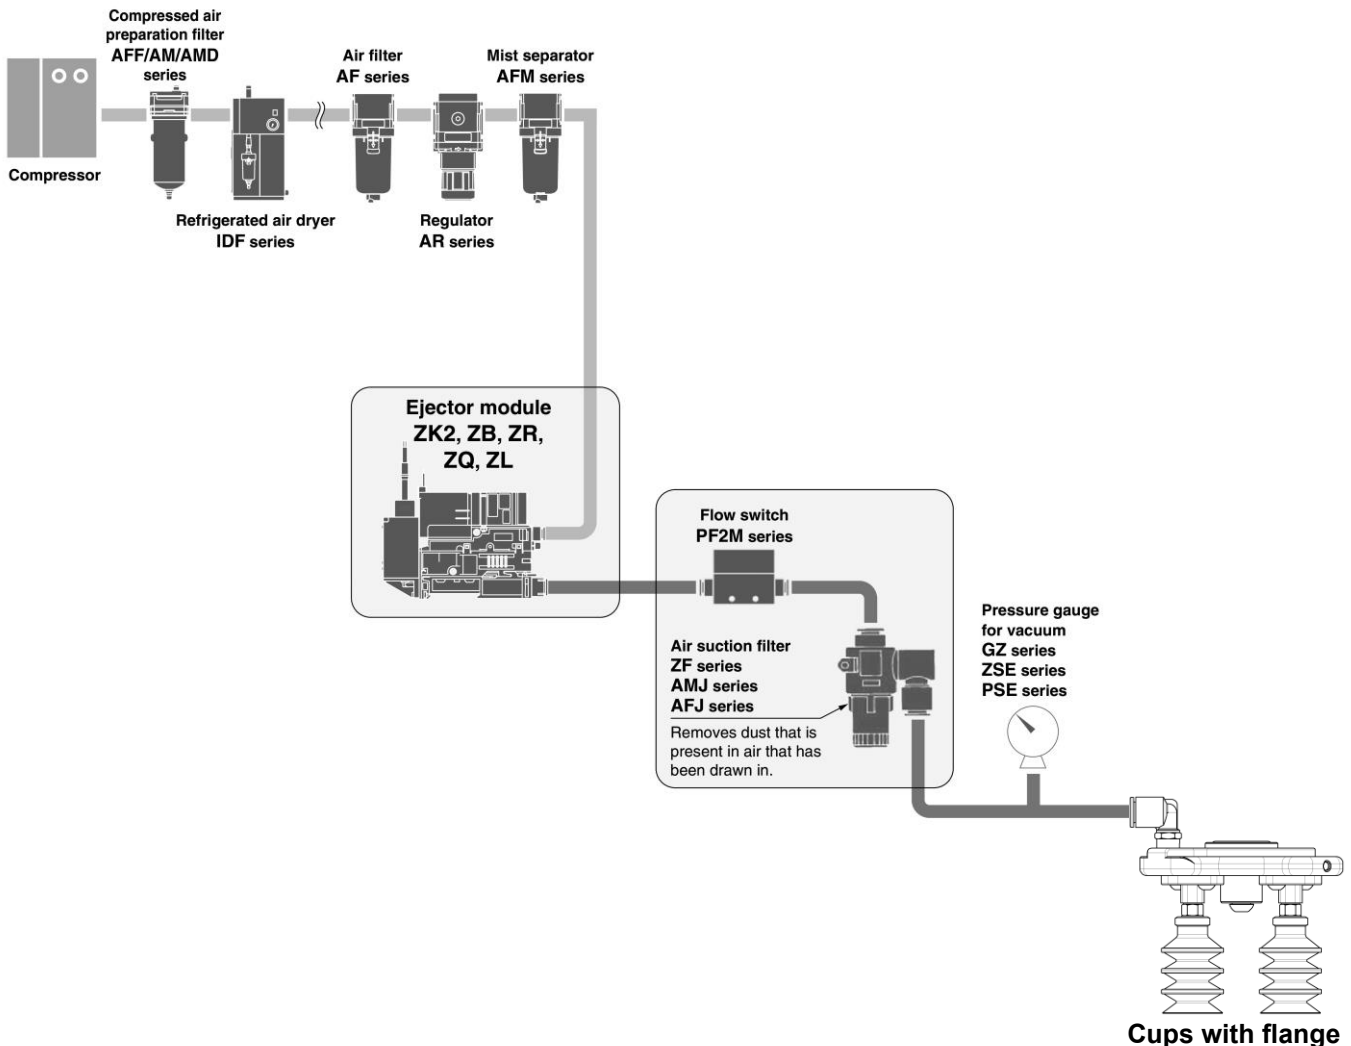 Compressed air
preparation filter
AFF/AM/AMD
series
Air filter
AF series
Mist separator
AFM series
Compressor
Refrigerated air dryer
IDF series
Regulator
AR series
Ejector module
ZK2, ZB, ZR,
ZQ, ZL
Flow switch
PF2M series
Air suction filter
ZF series
AMJ series
AFJ series
Removes dust that is
present in air that has
been drawn in.
Pressure gauge
for vacuum
GZ series
ZSE series
PSE series
Cups with flange